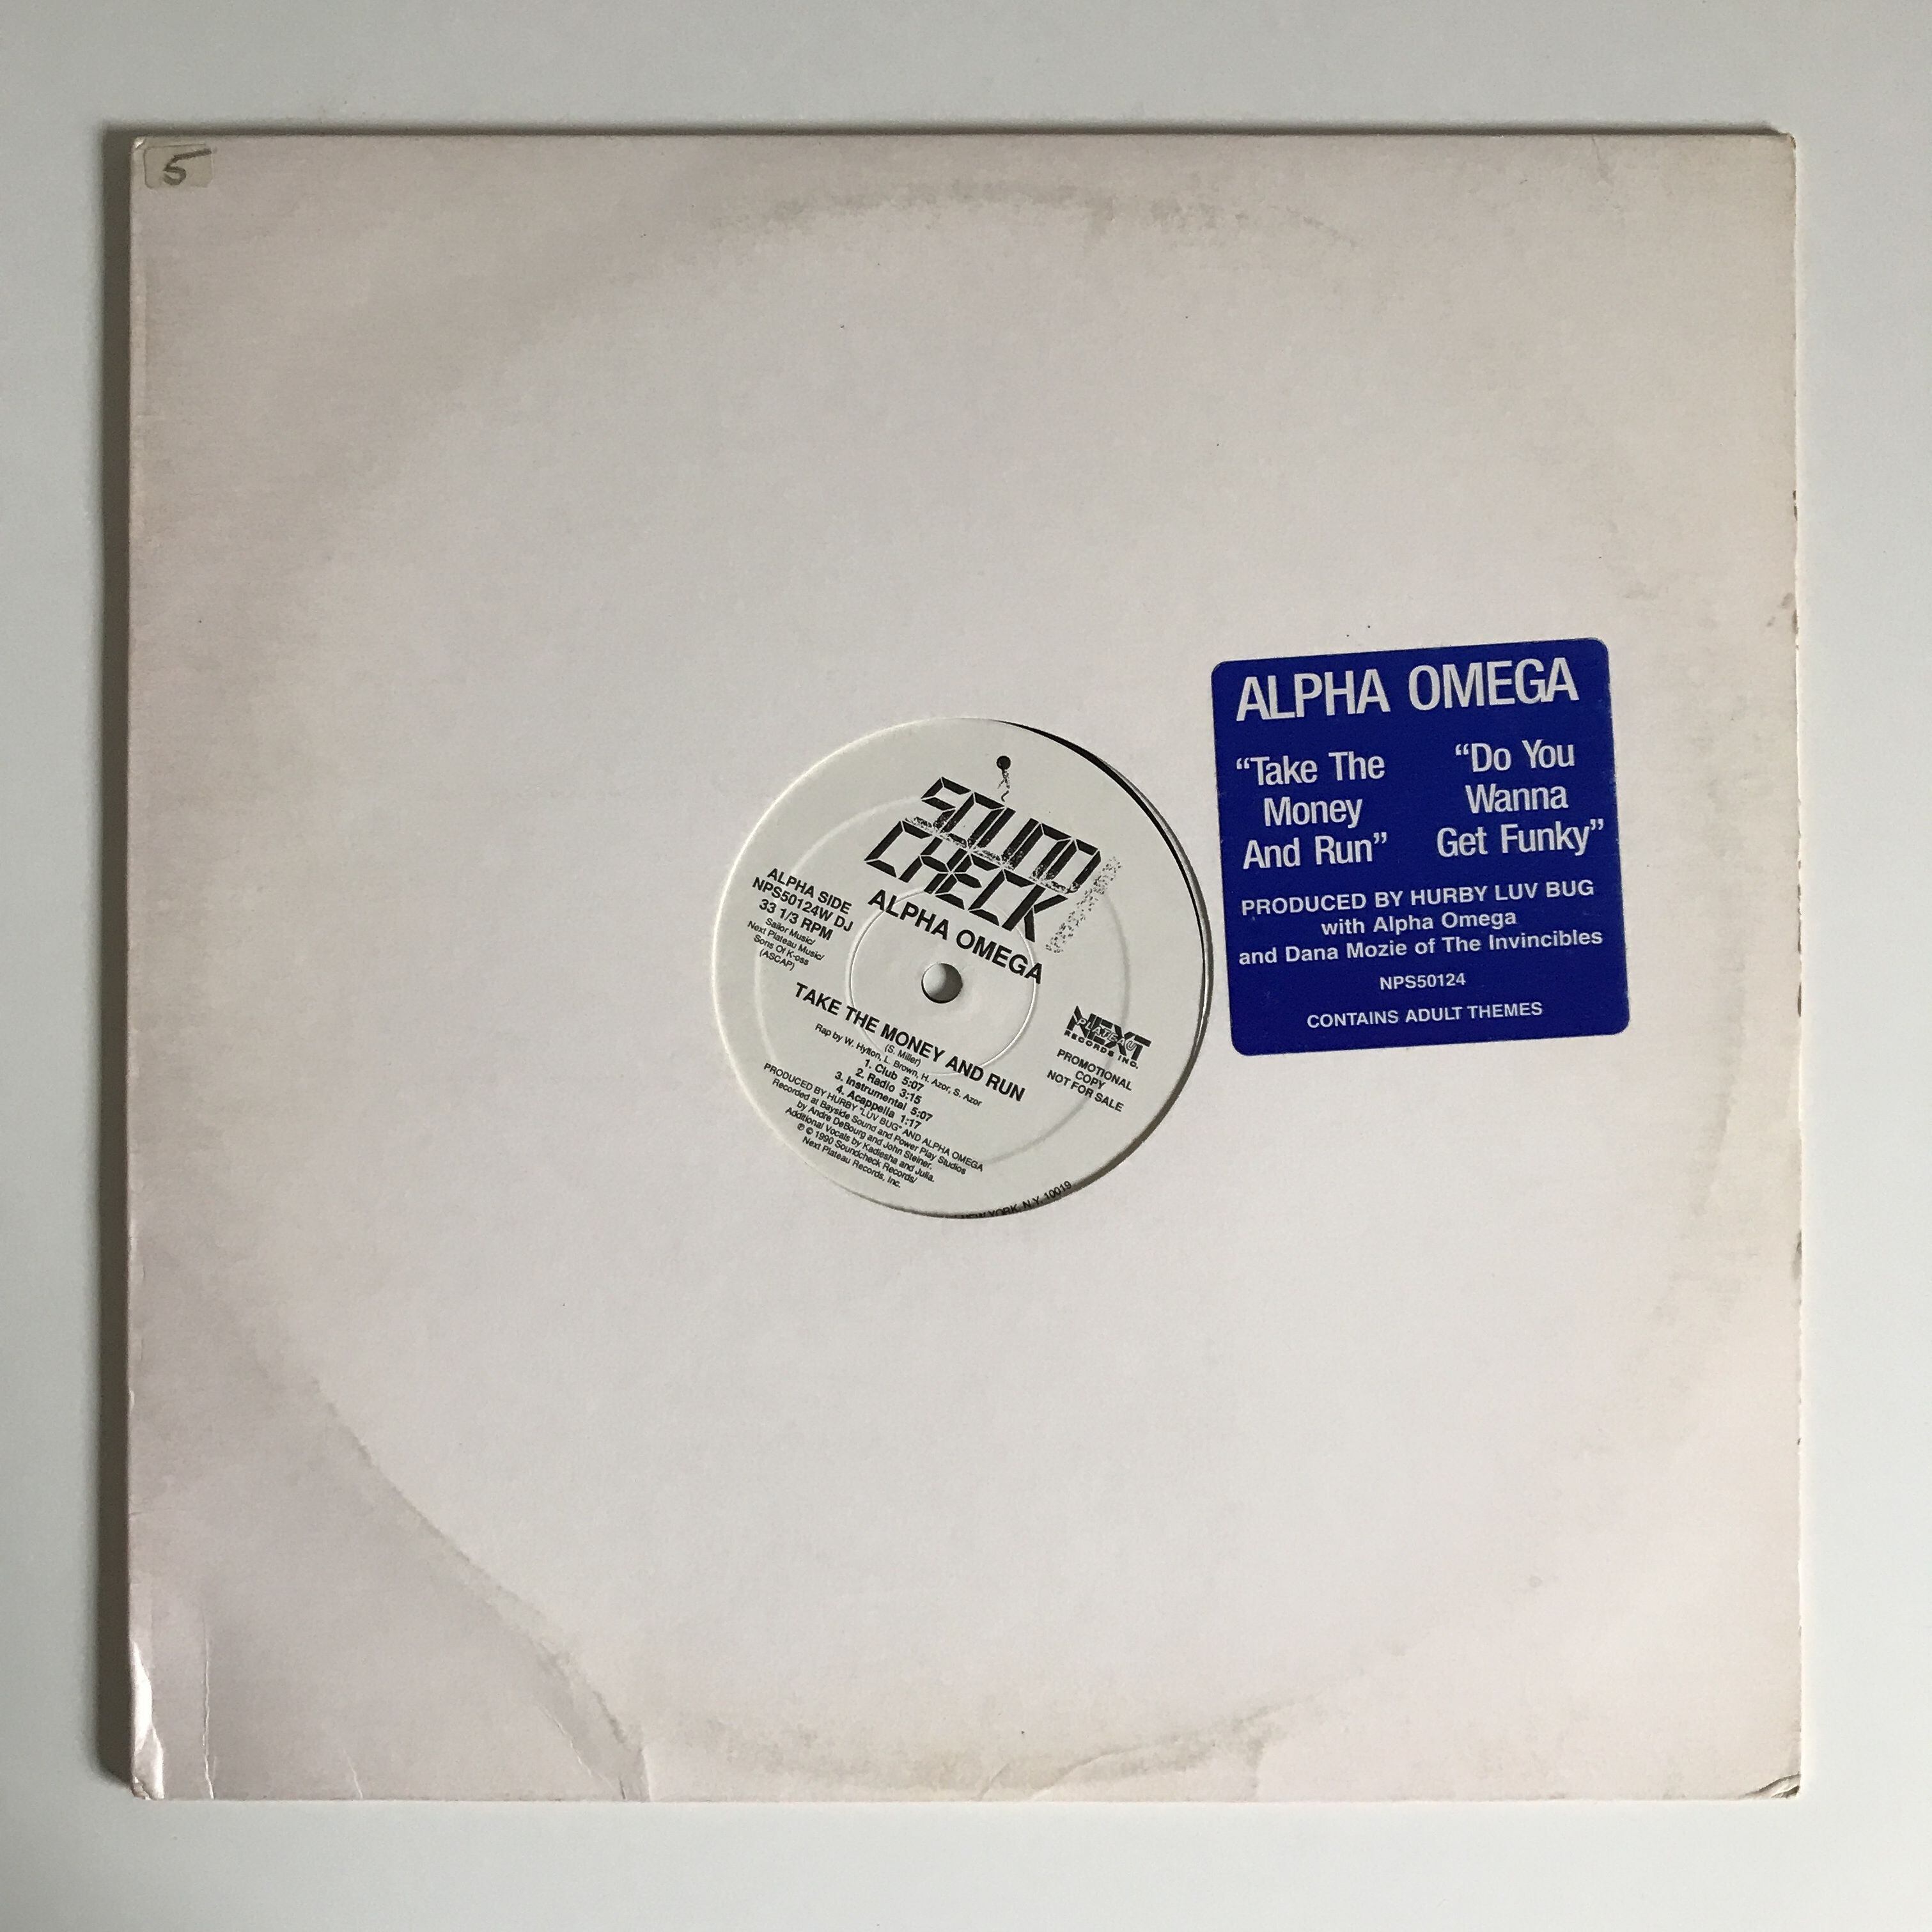 5
SOUND
CHECK
ALPHA OMEGA
ALPHA SIDE
NPS50124W DJ
33 1/3 RPM
Sailor Music/
Next Plateau Music/
Sons Of K-oss
(ASCAP)
NEXT
PLATEAU
RECORDS INC.
PROMOTIONAL
COPY
NOT FOR SALE
TAKE THE MONEY AND RUN
(S. Miller)
Rap by W. Hylton, L. Brown, H. Azor, S. Azor
1. Club 5:07
2. Radio 3:15
3. Instrumental 5:07
4. Acappella 1:17
PRODUCED BY HURBY "LUV BUG" AND ALPHA OMEGA
Recorded at Bayside Sound and Power Play Studios
by Andre DeBourg and John Steiner.
Additional Vocals by Kadiesha and Julia.
℗ © 1990 Soundcheck Records/
Next Plateau Records, Inc.
NEW YORK, N.Y. 10019
ALPHA OMEGA
“Take The
Money
And Run”
“Do You
Wanna
Get Funky”
PRODUCED BY HURBY LUV BUG
with Alpha Omega
and Dana Mozie of The Invincibles
NPS50124
CONTAINS ADULT THEMES